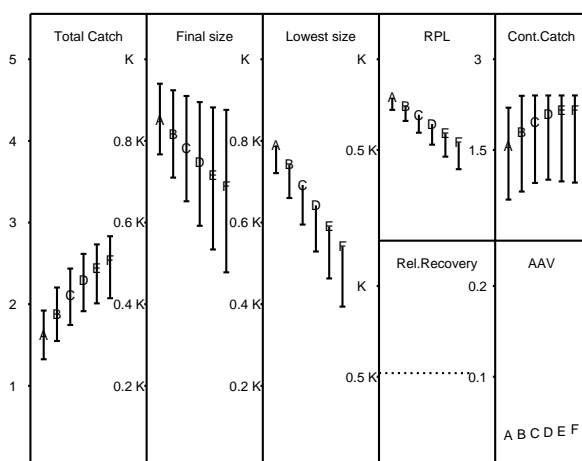 Total Catch Final size Lowest size RPL Cont.Catch
5 K K K 3
4 0.8 K 0.8 K 0.5 K 1.5
3 0.6 K 0.6 K
Rel.Recovery AAV
K 0.2
2 0.4 K 0.4 K
1 0.2 K 0.2 K 0.5 K 0.1
A B C D E F
A B C D E F
A B C D E F
A B C D E F
A B C D E F
A B C D E F